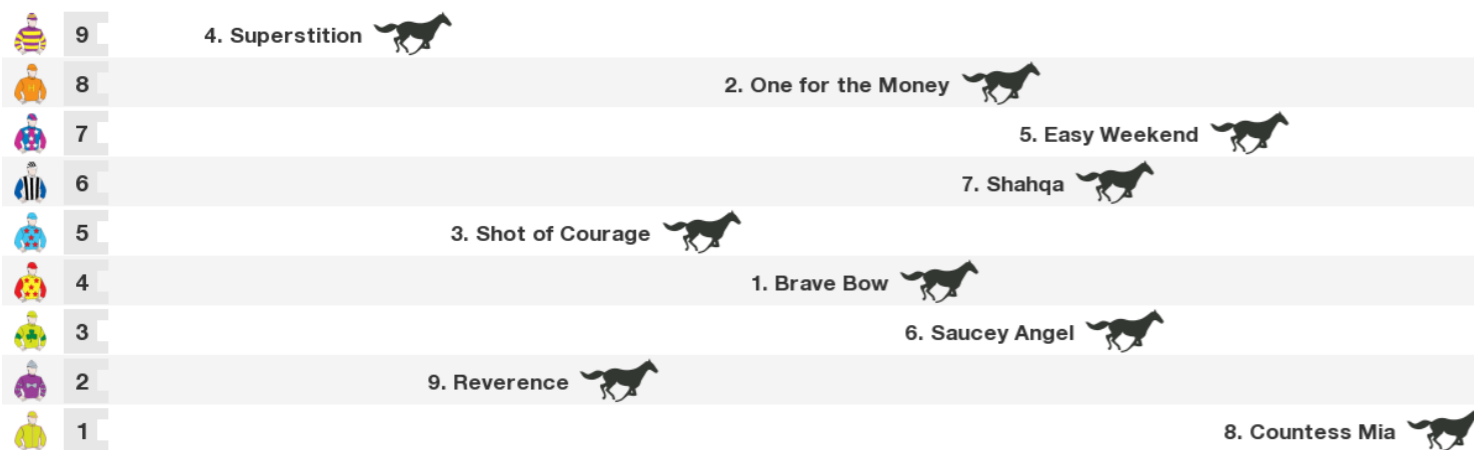 9 4. Superstition
8 2. One for the Money
7 5. Easy Weekend
6 7. Shahqa
5 3. Shot of Courage
4 1. Brave Bow
3 6. Saucey Angel
2 9. Reverence
1 8. Countess Mia